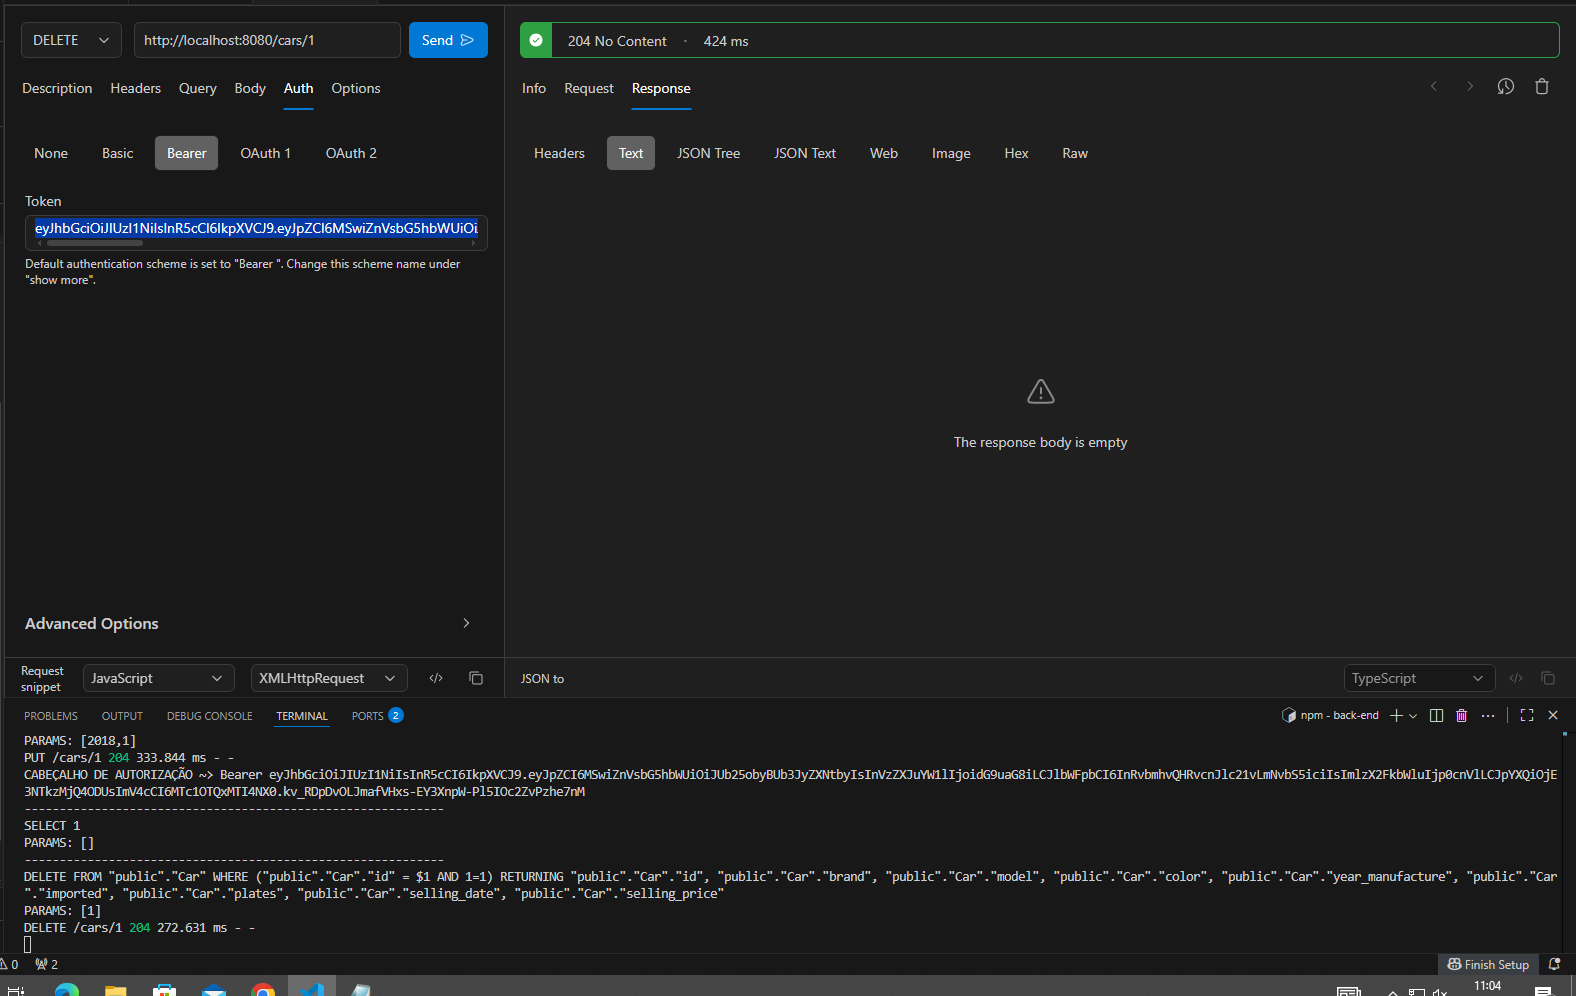 DELETE
http://localhost:8080/cars/1
Send
204 No Content · 424 ms
Description Headers Query Body Auth Options
Info Request Response
None Basic Bearer OAuth 1 OAuth 2
Headers Text JSON Tree JSON Text Web Image Hex Raw
Token
eyJhbGciOiJIUzI1NiIsInR5cCI6IkpXVCJ9.eyJpZCI6MSwiZnVsbG5hbWUiOi
Default authentication scheme is set to "Bearer ". Change this scheme name under
"show more".
The response body is empty
Advanced Options
Request
snippet
JavaScript
XMLHttpRequest
</>
JSON to
TypeScript
</>
PROBLEMS OUTPUT DEBUG CONSOLE TERMINAL PORTS 2
npm - back-end
PARAMS: [2018,1]
PUT /cars/1 204 333.844 ms - -
CABEÇALHO DE AUTORIZAÇÃO ~> Bearer eyJhbGciOiJIUzI1NiIsInR5cCI6IkpXVCJ9.eyJpZCI6MSwiZnVsbG5hbWUiOiJUb25obyBUb3JyZXNtbyIsInVzZXJuYW1lIjoidG9uaG8iLCJlbWFpbCI6InRvbmhvQHRvcnJlc21vLmNvbS5iciIsImlzX2FkbWluIjp0cnVlLCJpYXQiOjE
3NTkzMjQ4ODUsImV4cCI6MTc1OTQxMTI4NX0.kv_RDpDvOLJmafVHxs-EY3XnpW-Pl5IOc2ZvPzhe7nM
------------------------------------------------------------
SELECT 1
PARAMS: []
------------------------------------------------------------
DELETE FROM "public"."Car" WHERE ("public"."Car"."id" = $1 AND 1=1) RETURNING "public"."Car"."id", "public"."Car"."brand", "public"."Car"."model", "public"."Car"."color", "public"."Car"."year_manufacture", "public"."Car
"."imported", "public"."Car"."plates", "public"."Car"."selling_date", "public"."Car"."selling_price"
PARAMS: [1]
DELETE /cars/1 204 272.631 ms - -
0 2
Finish Setup
11:04